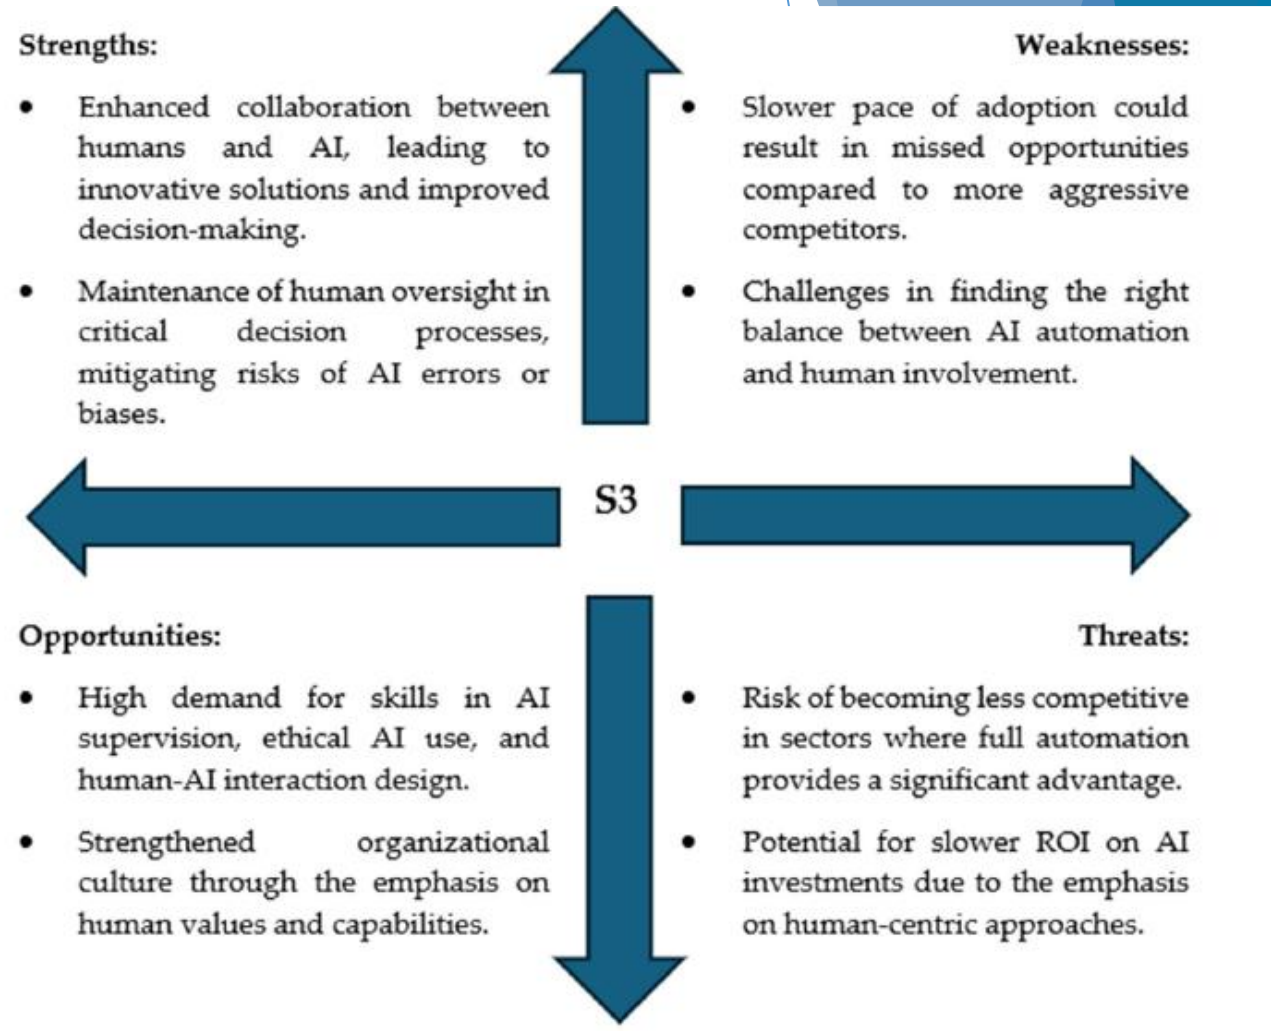 Strengths:
• Enhanced collaboration between
humans and AI, leading to
innovative solutions and improved
decision-making.
• Maintenance of human oversight in
critical decision processes,
mitigating risks of AI errors or
biases.
Weaknesses:
• Slower pace of adoption could
result in missed opportunities
compared to more aggressive
competitors.
• Challenges in finding the right
balance between AI automation
and human involvement.
S3
Opportunities:
• High demand for skills in AI
supervision, ethical AI use, and
human-AI interaction design.
• Strengthened organizational
culture through the emphasis on
human values and capabilities.
Threats:
• Risk of becoming less competitive
in sectors where full automation
provides a significant advantage.
• Potential for slower ROI on AI
investments due to the emphasis
on human-centric approaches.